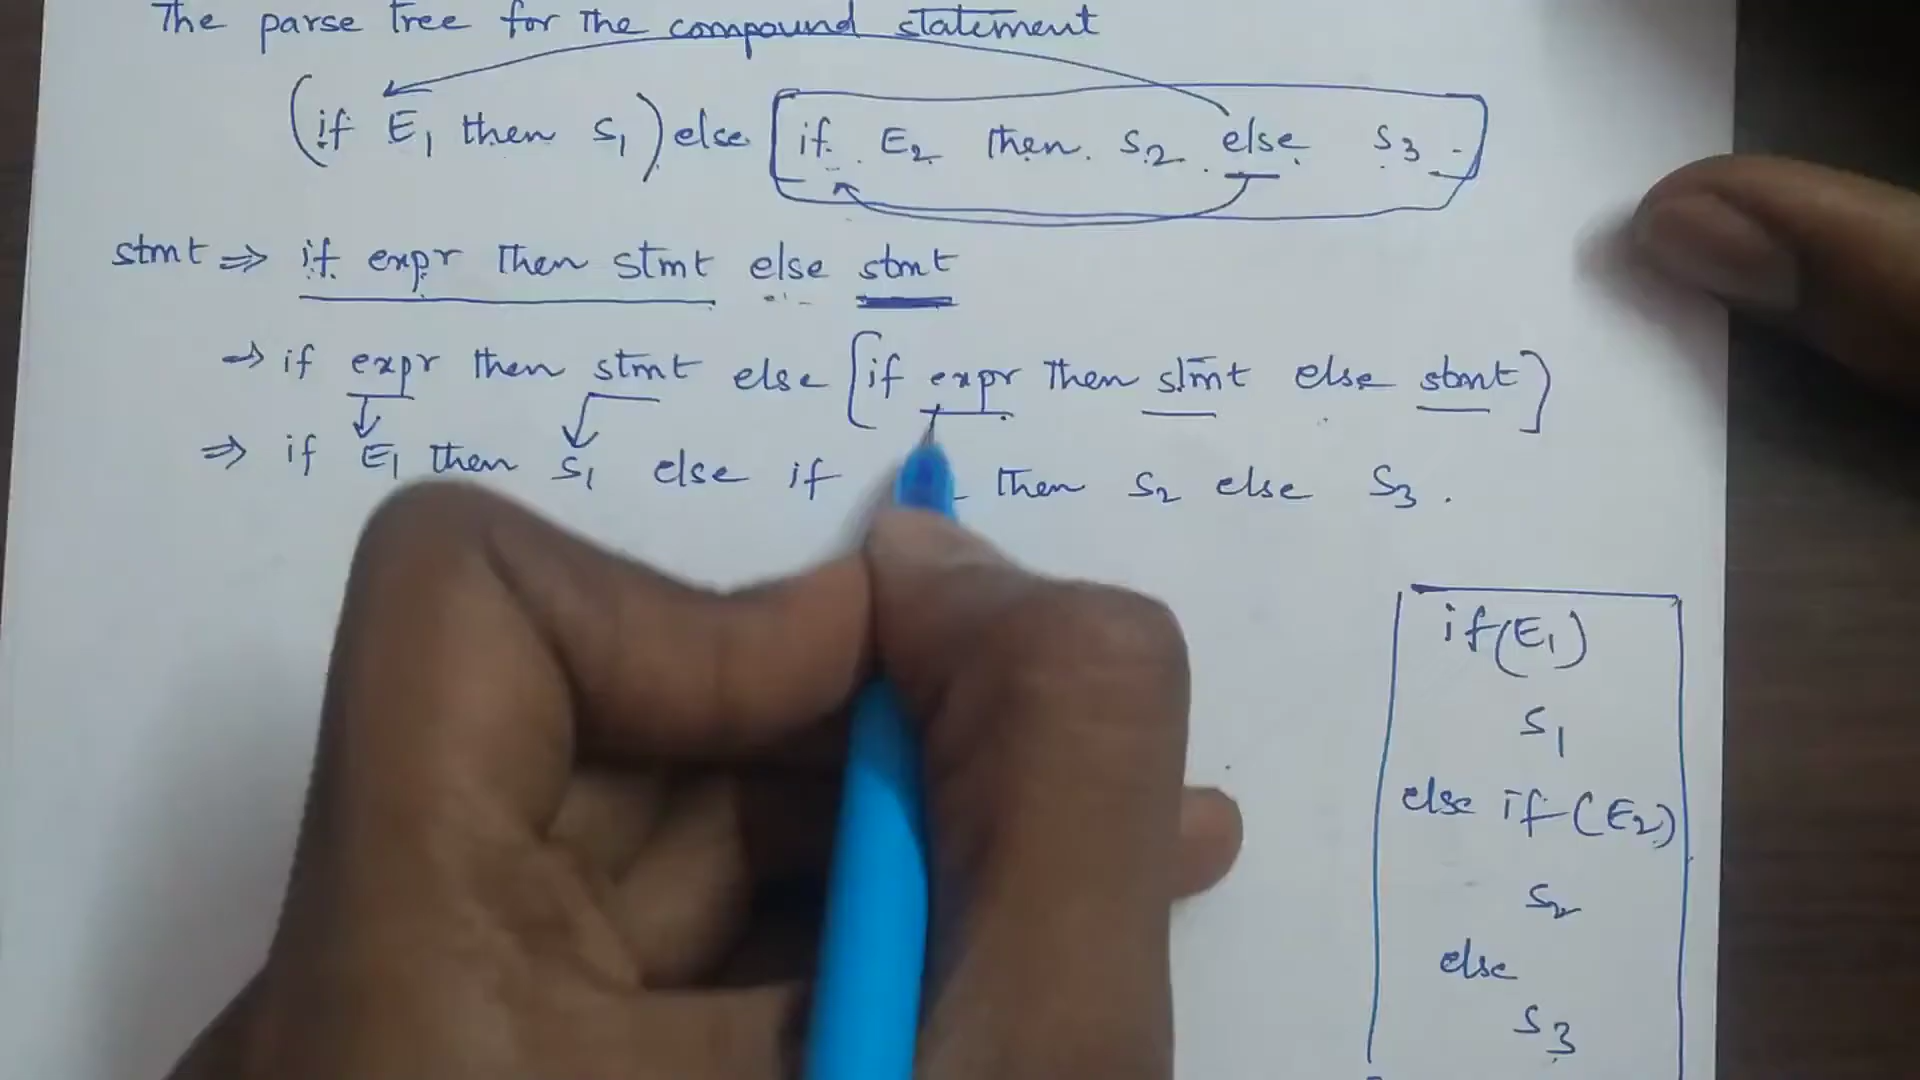 The parse tree for the compound statement
(if E1 then S1) else [if E2 then S2 else S3.
stmt ⇒ if expr then stmt else stmt
⇒ if expr then stmt else [if expr then stmt else stmt]
⇒ if E1 then S1 else if 2 then S2 else S3.
if(E1)
S1
else if (E2)
S2
else
S3